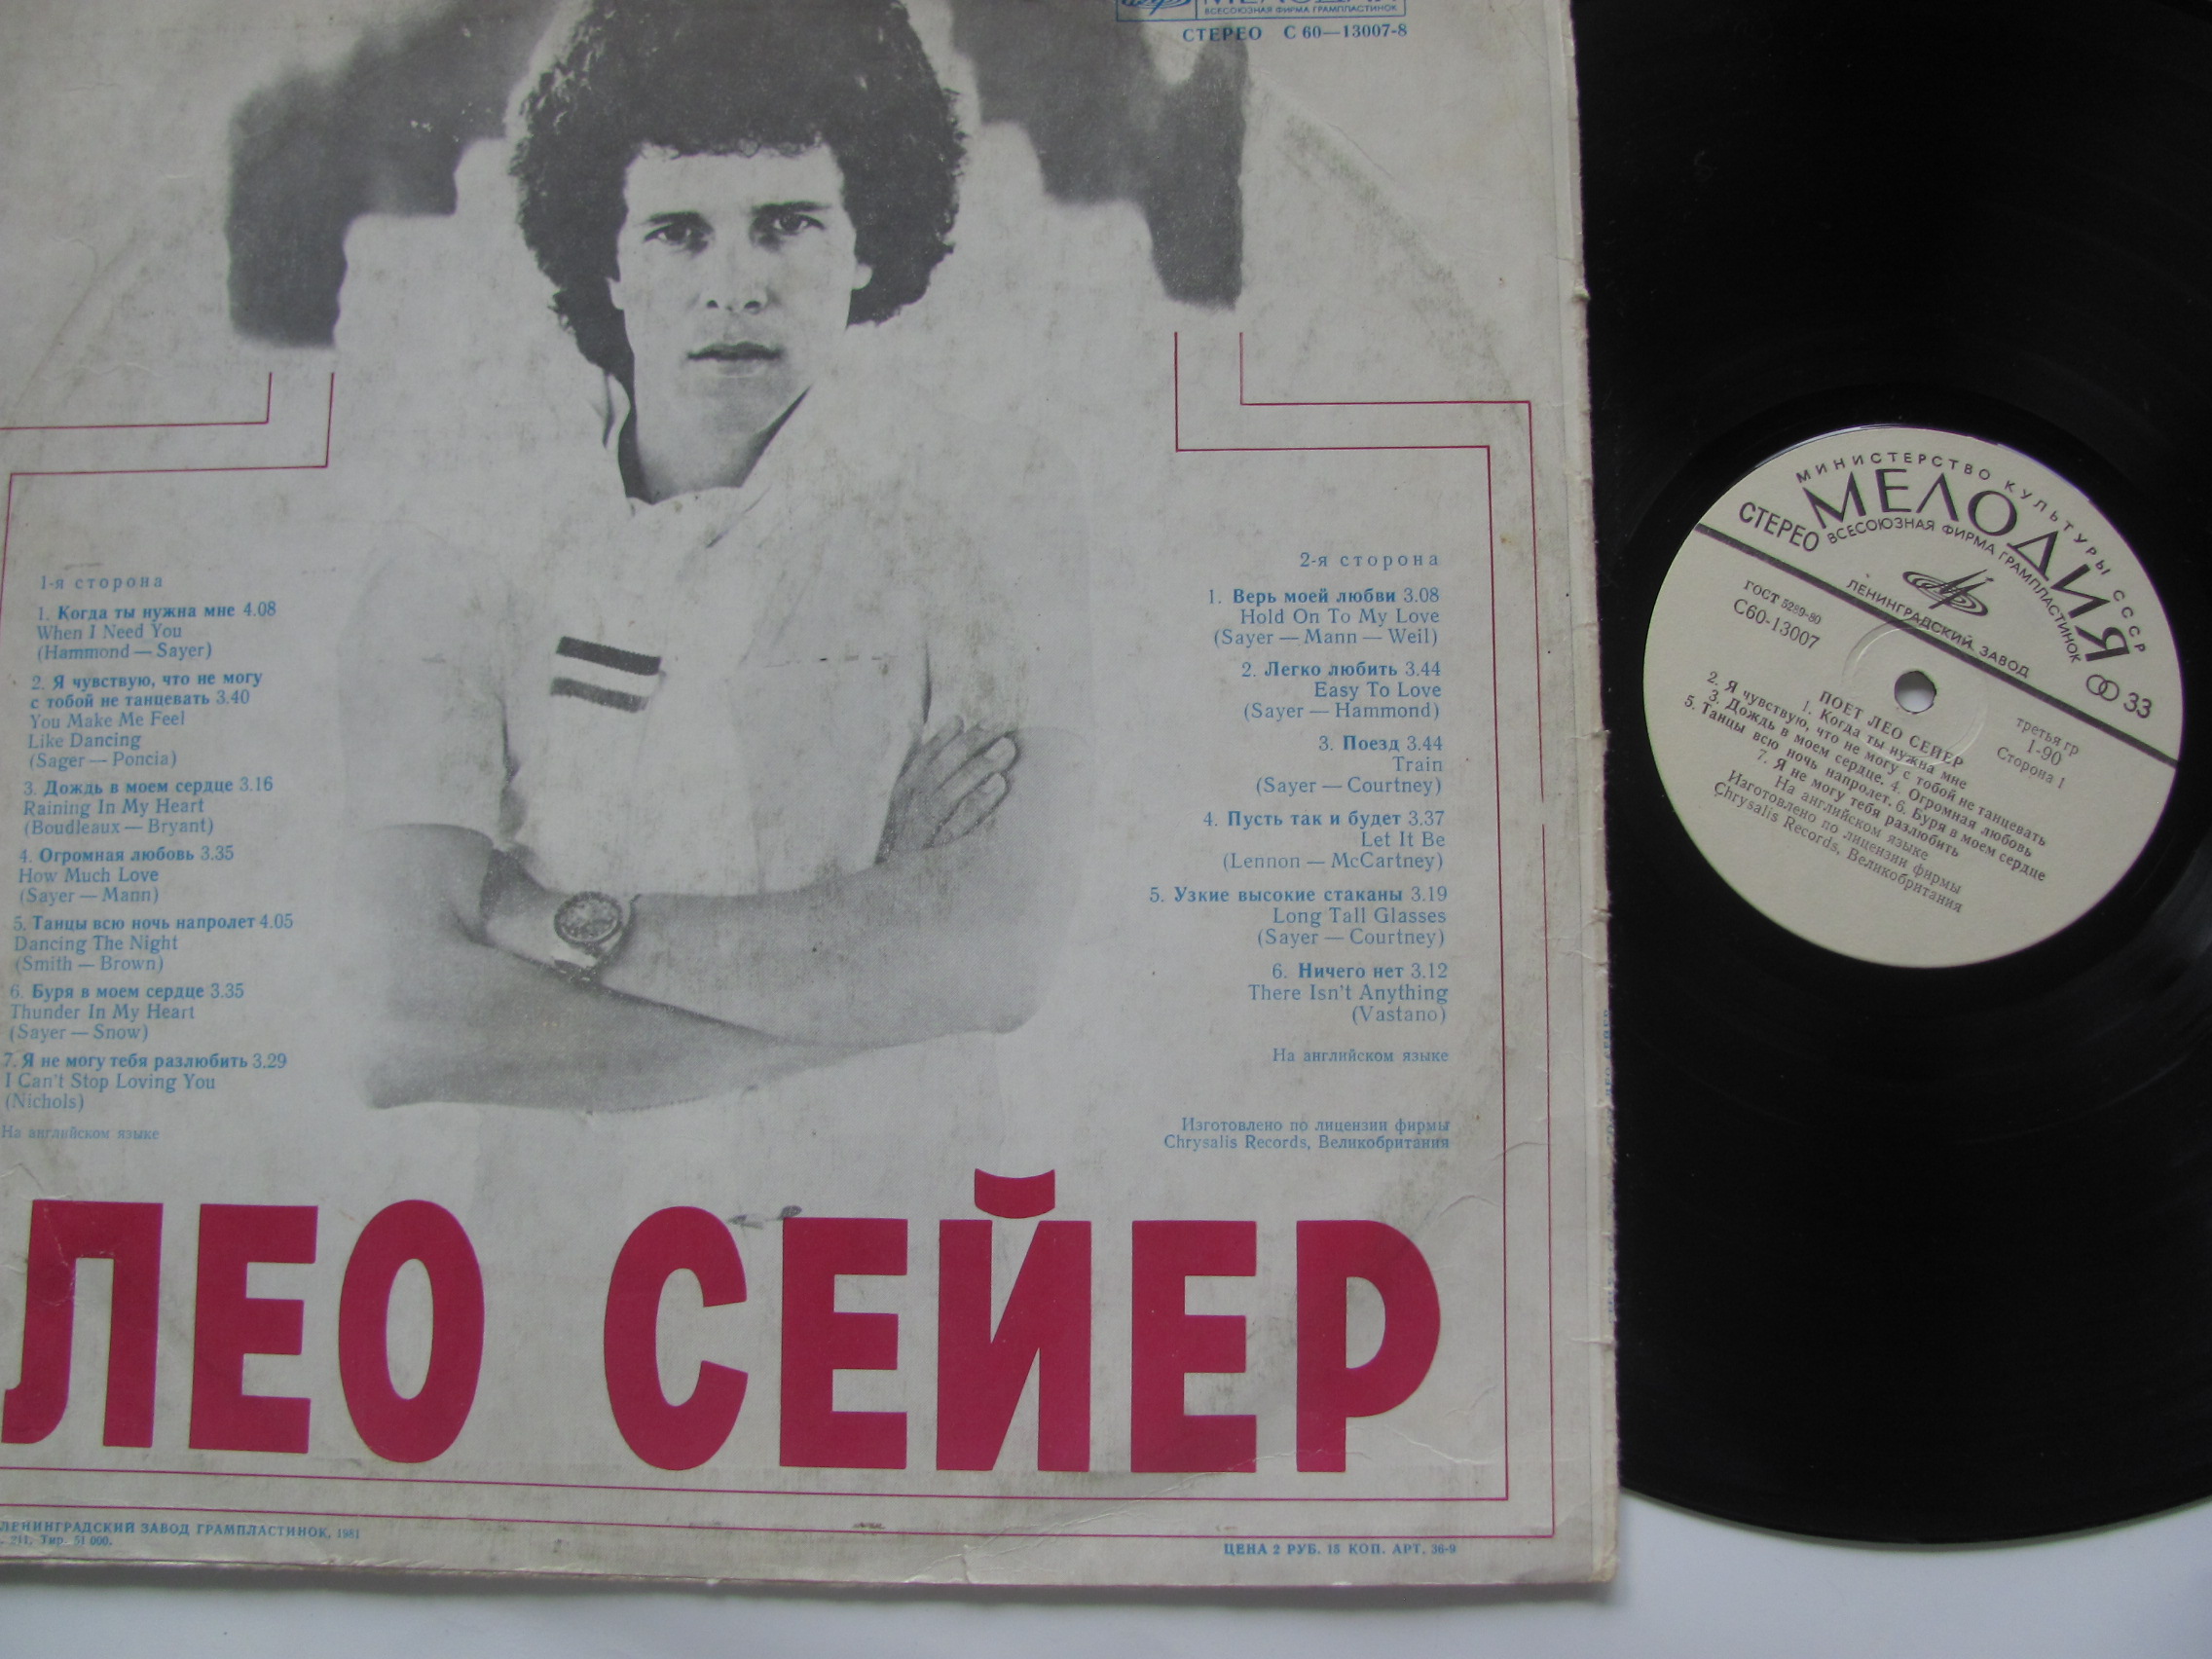 МЕЛОДИЯ
ВСЕСОЮЗНАЯ ФИРМА ГРАМПЛАСТИНОК
СТЕРЕО С 60—13007-8
1-я сторона
1. Когда ты нужна мне 4.08
When I Need You
(Hammond — Sayer)
2. Я чувствую, что не могу
с тобой не танцевать 3.40
You Make Me Feel
Like Dancing
(Sager — Poncia)
3. Дождь в моем сердце 3.16
Raining In My Heart
(Boudleaux — Bryant)
4. Огромная любовь 3.35
How Much Love
(Sayer — Mann)
5. Танцы всю ночь напролет 4.05
Dancing The Night
(Smith — Brown)
6. Буря в моем сердце 3.35
Thunder In My Heart
(Sayer — Snow)
7. Я не могу тебя разлюбить 3.29
I Can't Stop Loving You
(Nichols)
На английском языке
2-я сторона
1. Верь моей любви 3.08
Hold On To My Love
(Sayer — Mann — Weil)
2. Легко любить 3.44
Easy To Love
(Sayer — Hammond)
3. Поезд 3.44
Train
(Sayer — Courtney)
4. Пусть так и будет 3.37
Let It Be
(Lennon — McCartney)
5. Узкие высокие стаканы 3.19
Long Tall Glasses
(Sayer — Courtney)
6. Ничего нет 3.12
There Isn't Anything
(Vastano)
На английском языке
Изготовлено по лицензии фирмы
Chrysalis Records, Великобритания
ЛЕО СЕЙЕР
ЛЕНИНГРАДСКИЙ ЗАВОД ГРАМПЛАСТИНОК, 1981
211. Тир. 51 000.
ЦЕНА 2 РУБ. 15 КОП. АРТ. 36-9
МИНИСТЕРСТВО КУЛЬТУРЫ СССР
МЕЛОДИЯ
СТЕРЕО ВСЕСОЮЗНАЯ ФИРМА ГРАМПЛАСТИНОК
33
ЛЕНИНГРАДСКИЙ ЗАВОД
ГОСТ 5289-80
С60-13007
третья гр
1-90
Сторона 1
ПОЕТ ЛЕО СЕЙЕР
1. Когда ты нужна мне
2. Я чувствую, что не могу с тобой не танцевать
3. Дождь в моем сердце. 4. Огромная любовь
5. Танцы всю ночь напролет. 6. Буря в моем сердце
7. Я не могу тебя разлюбить
На английском языке
Изготовлено по лицензии фирмы
Chrysalis Records, Великобритания